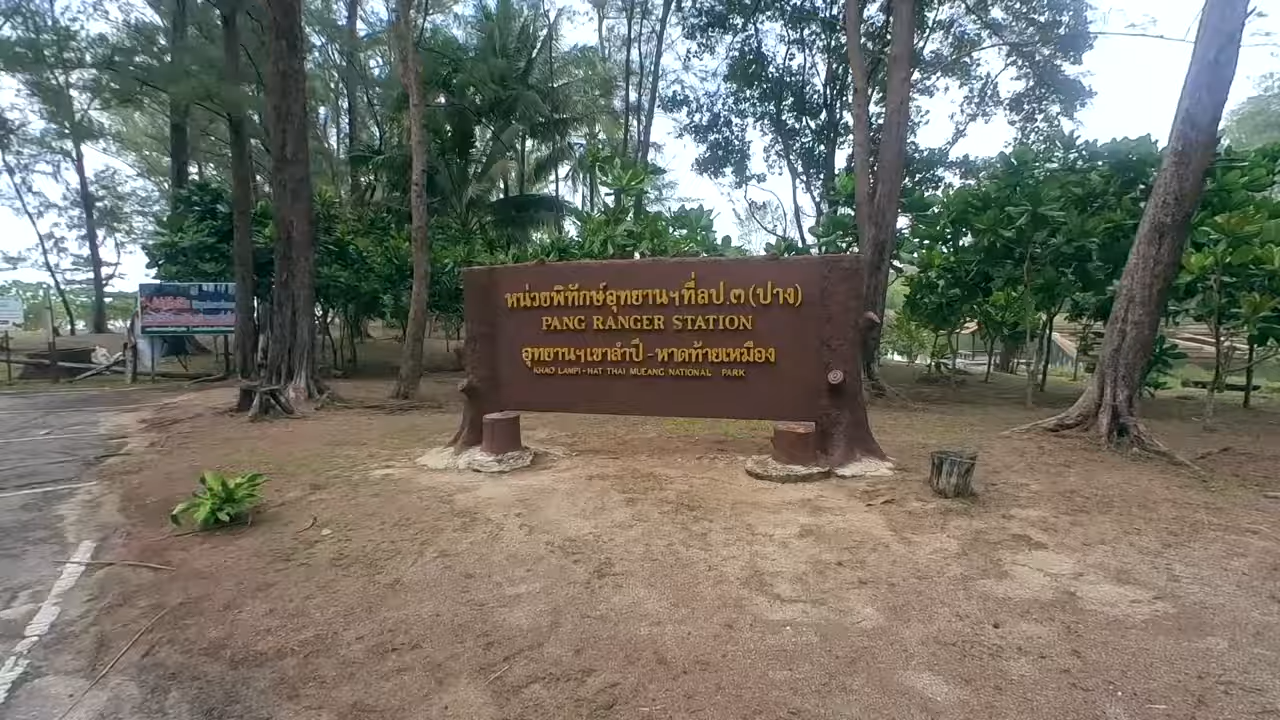 หน่วยพิทักษ์อุทยานฯที่ลป.๓(ปาง)
PANG RANGER STATION
อุทยานฯเขาลำปี - หาดท้ายเหมือง
KHAO LAMPI - HAT THAI MUEANG NATIONAL PARK